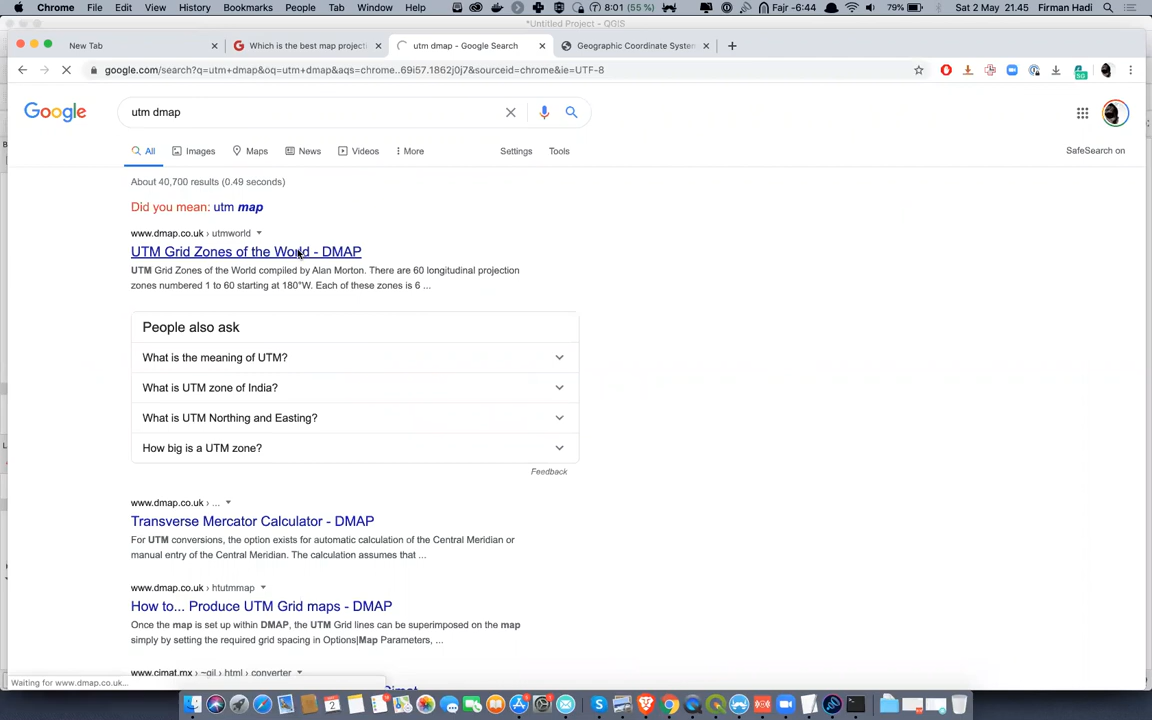 Chrome File Edit View History Bookmarks People Tab Window Help 8:01 (55 %) Fajr -6:44 79% Sat 2 May 21.45 Firman Hadi
*Untitled Project - QGIS
New Tab × Which is the best map project × utm dmap - Google Search × Geographic Coordinate System × +
google.com/search?q=utm+dmap&oq=utm+dmap&aqs=chrome..69i57.1862j0j7&sourceid=chrome&ie=UTF-8
Google
utm dmap
All Images Maps News Videos More Settings Tools SafeSearch on
About 40,700 results (0.49 seconds)
Did you mean: utm map
www.dmap.co.uk › utmworld
UTM Grid Zones of the World - DMAP
UTM Grid Zones of the World compiled by Alan Morton. There are 60 longitudinal projection
zones numbered 1 to 60 starting at 180°W. Each of these zones is 6 ...
People also ask
What is the meaning of UTM?
What is UTM zone of India?
What is UTM Northing and Easting?
How big is a UTM zone?
Feedback
www.dmap.co.uk › ...
Transverse Mercator Calculator - DMAP
For UTM conversions, the option exists for automatic calculation of the Central Meridian or
manual entry of the Central Meridian. The calculation assumes that ...
www.dmap.co.uk › htutmmap
How to... Produce UTM Grid maps - DMAP
Once the map is set up within DMAP, the UTM Grid lines can be superimposed on the map
simply by setting the required grid spacing in Options|Map Parameters, ...
www.cimat.mx › ~gil › html › converter
Waiting for www.dmap.co.uk...